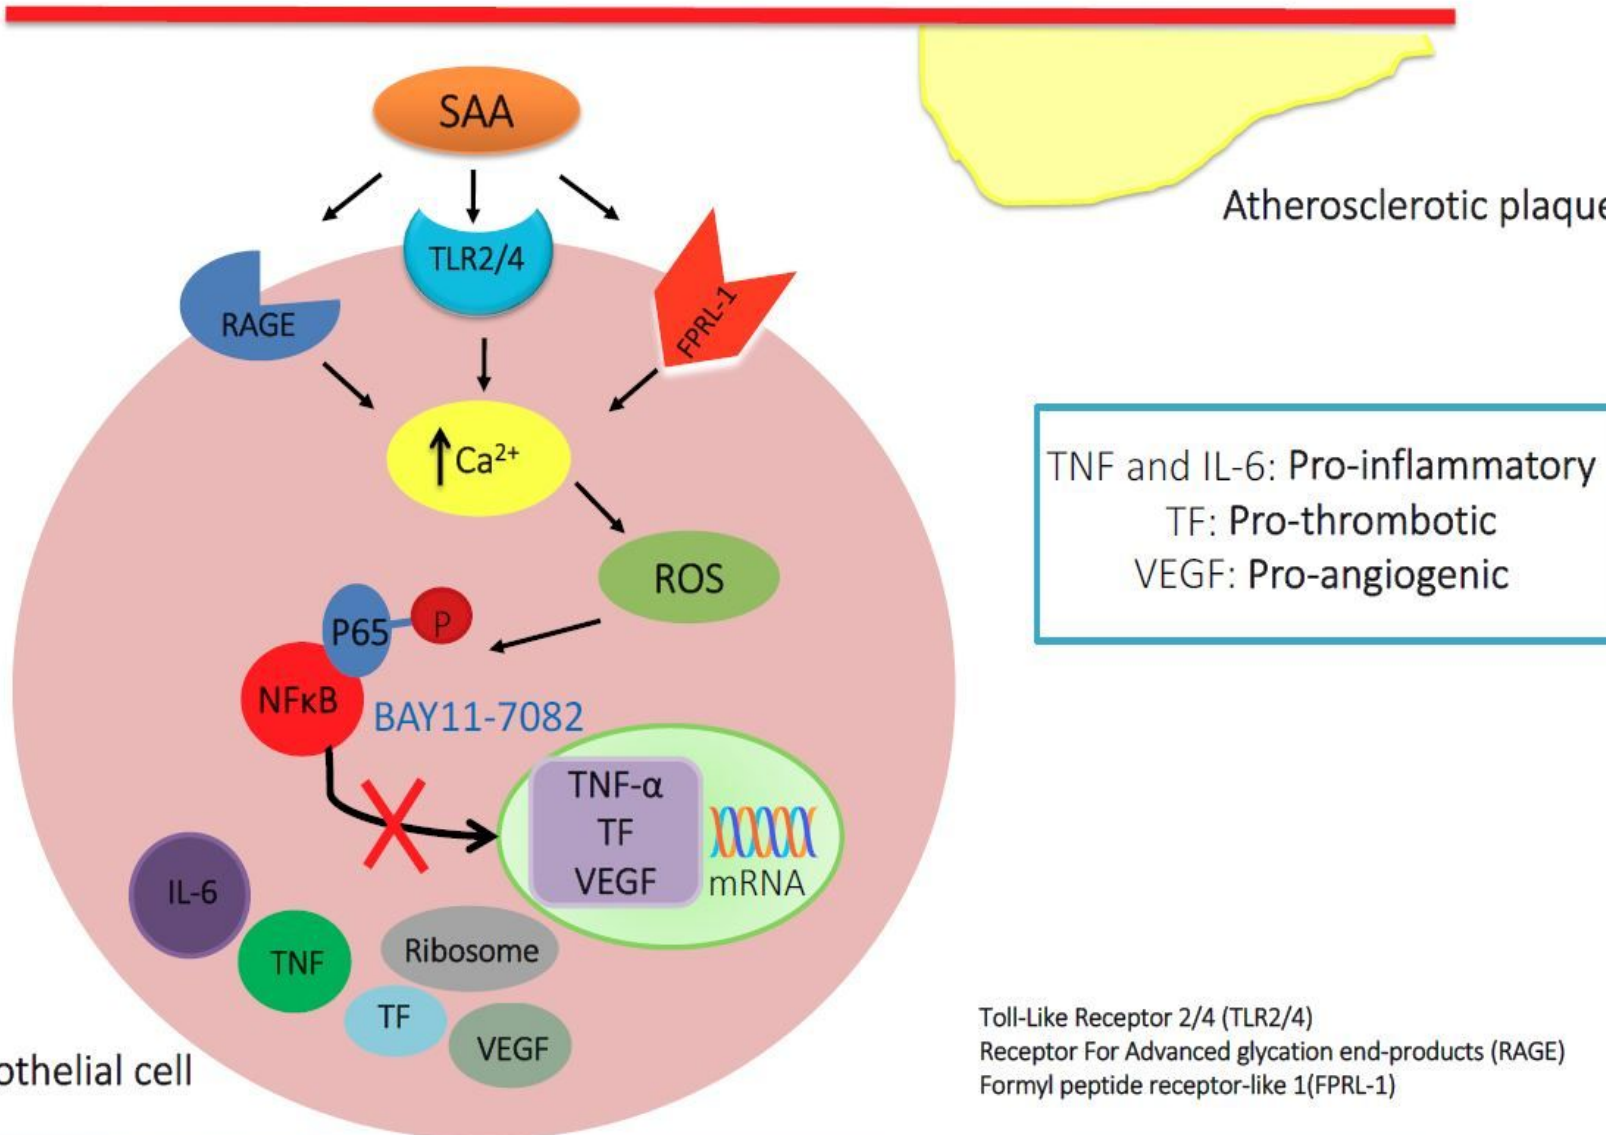 SAA
Atherosclerotic plaque
TLR2/4
RAGE
FPRL-1
Ca²⁺
TNF and IL-6: Pro-inflammatory
TF: Pro-thrombotic
VEGF: Pro-angiogenic
ROS
P65
P
NFκB
BAY11-7082
TNF-α
TF
VEGF
mRNA
IL-6
TNF
Ribosome
TF
VEGF
othelial cell
Toll-Like Receptor 2/4 (TLR2/4)
Receptor For Advanced glycation end-products (RAGE)
Formyl peptide receptor-like 1(FPRL-1)